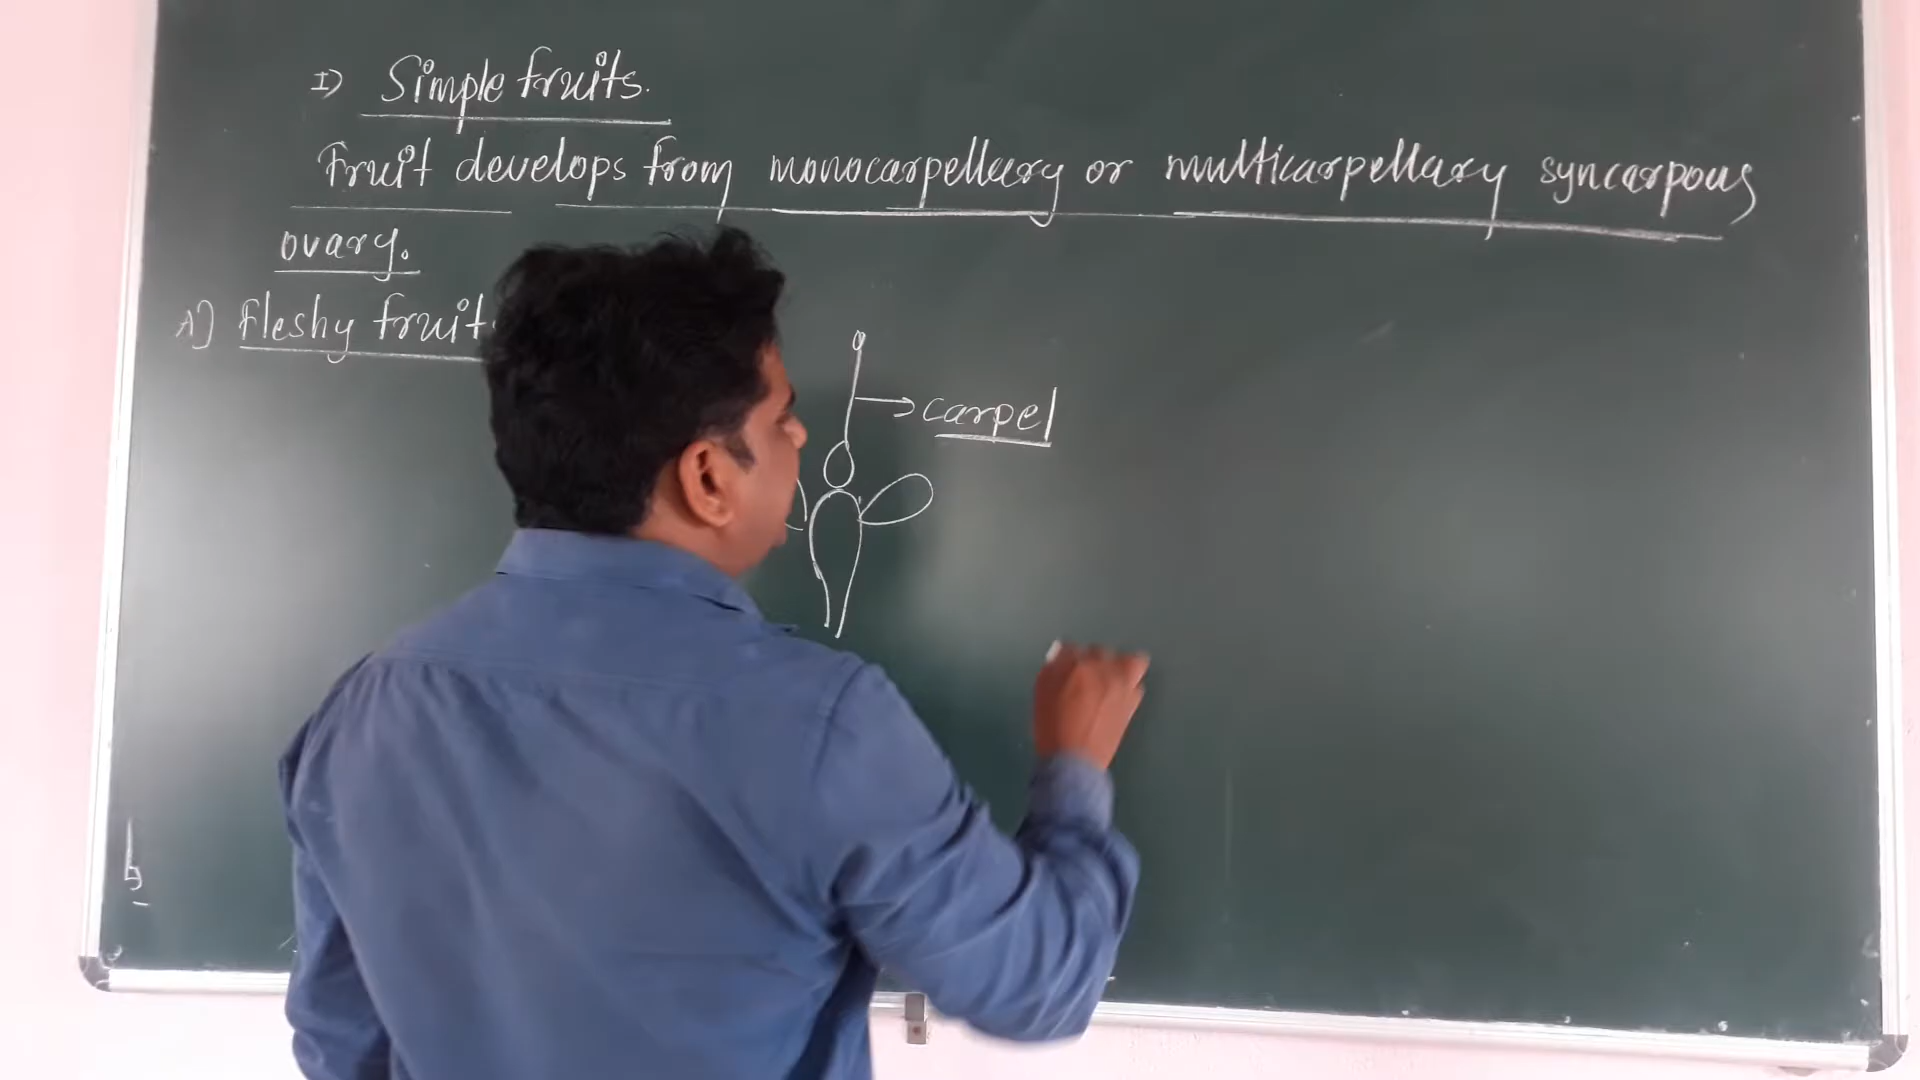 I) Simple fruits.
Fruit develops from monocarpellary or multicarpellary syncarpous
ovary.
A) Fleshy fruit
carpel